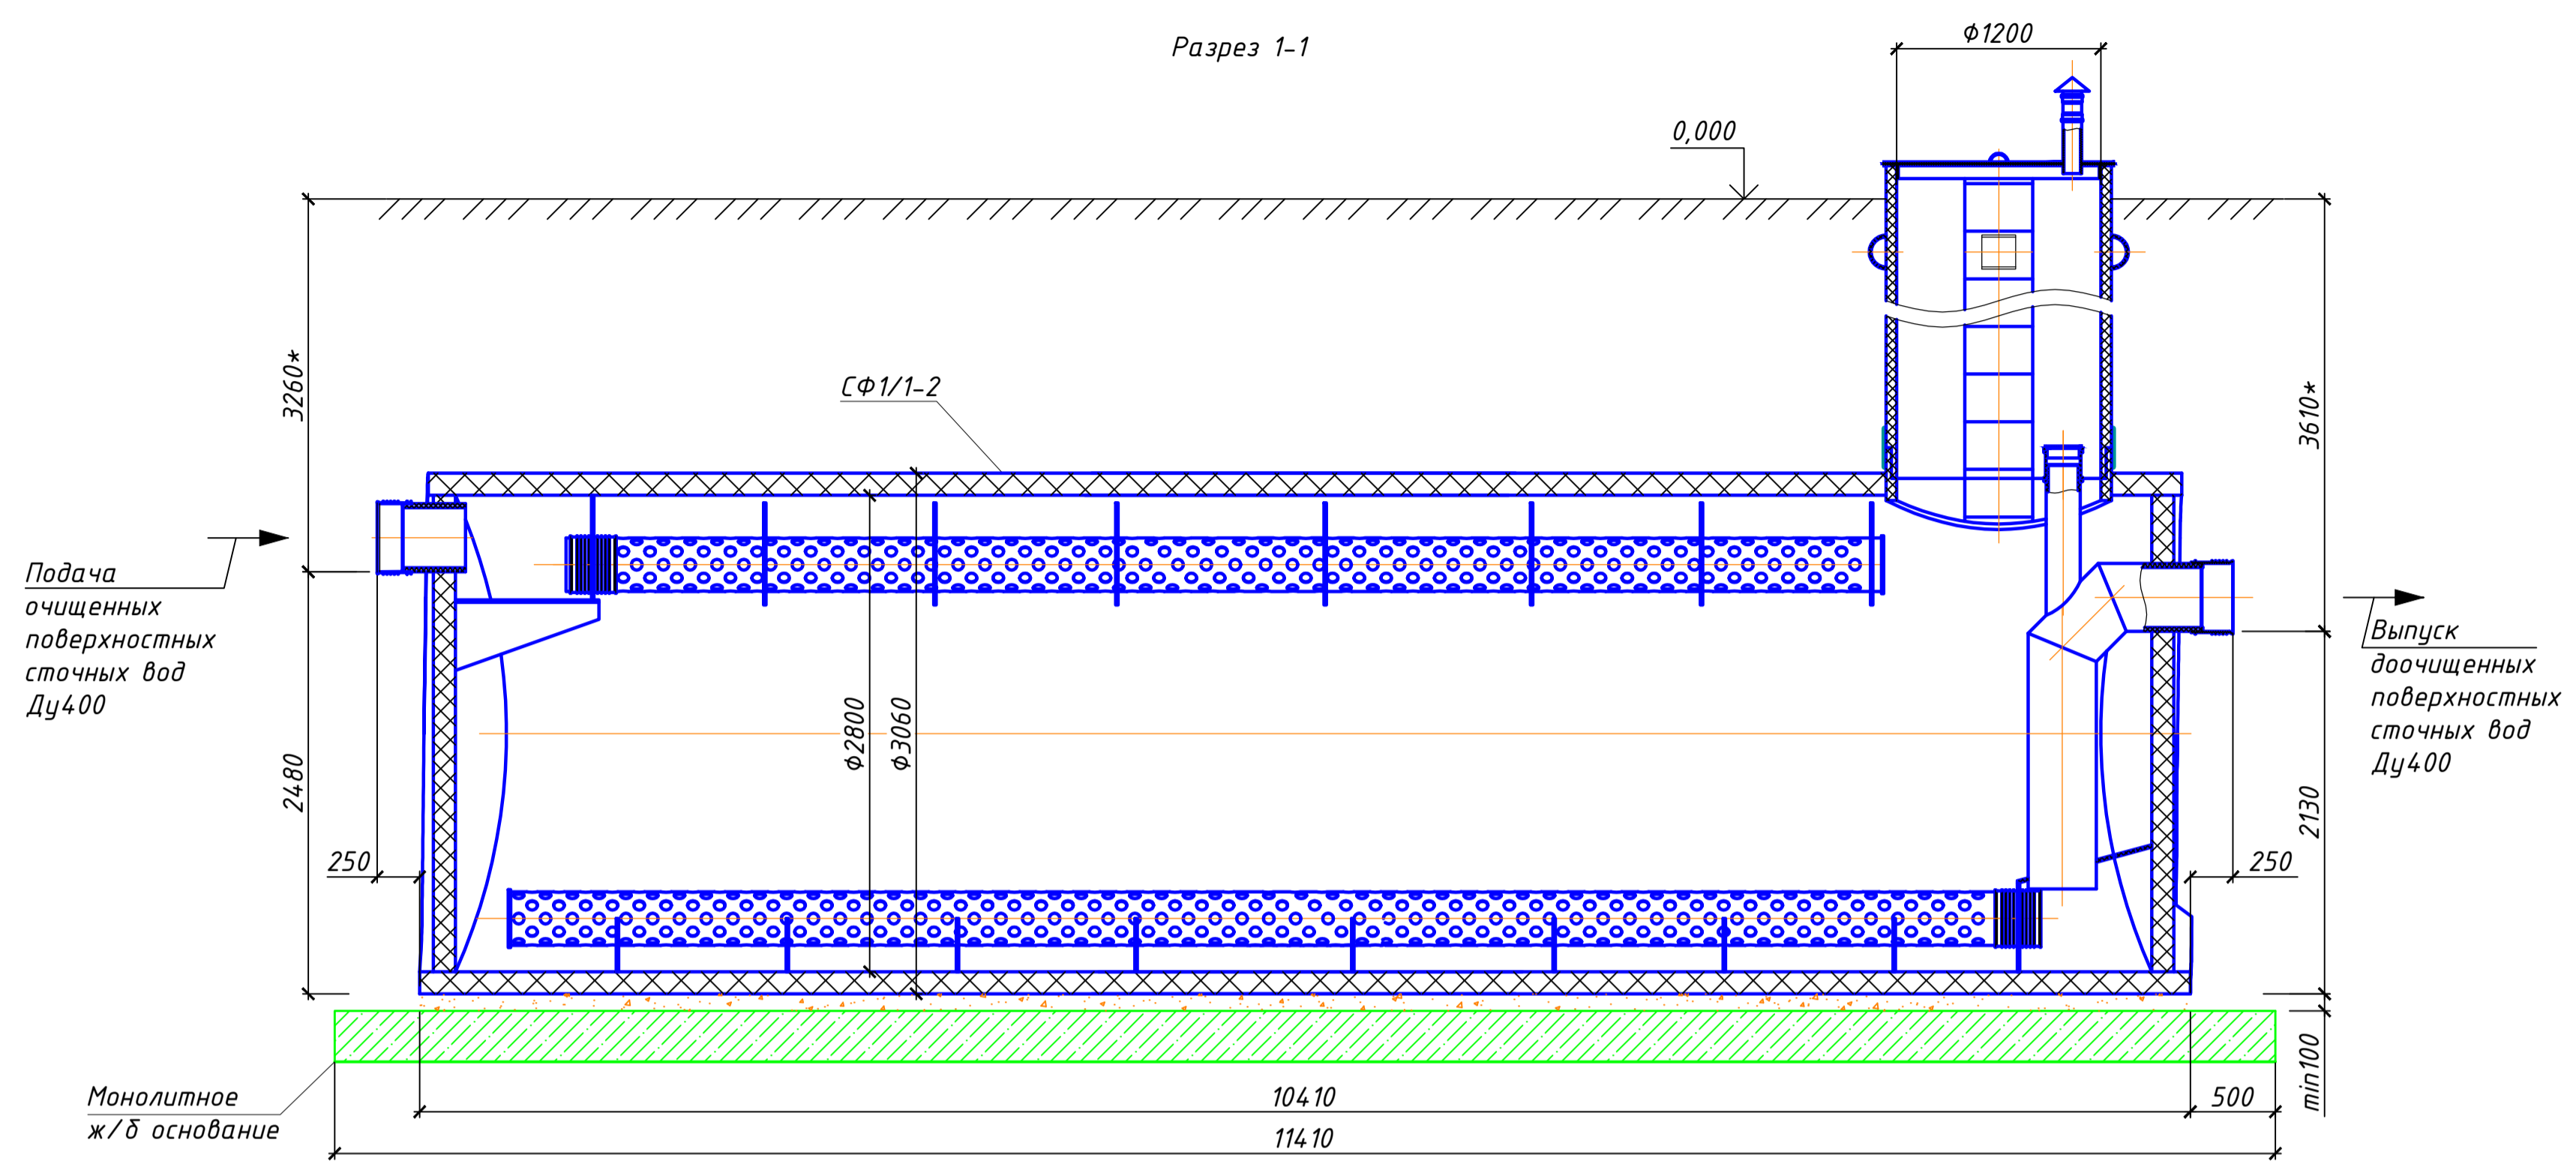 Разрез 1-1
Ф1200
0,000
3260*
СФ1/1-2
3610*
Подача
очищенных
поверхностных
сточных вод
Ду400
Ф2800
Ф3060
2480
250
Выпуск
доочищенных
поверхностных
сточных вод
Ду400
2130
250
Монолитное
ж/б основание
10410
500
min100
11410